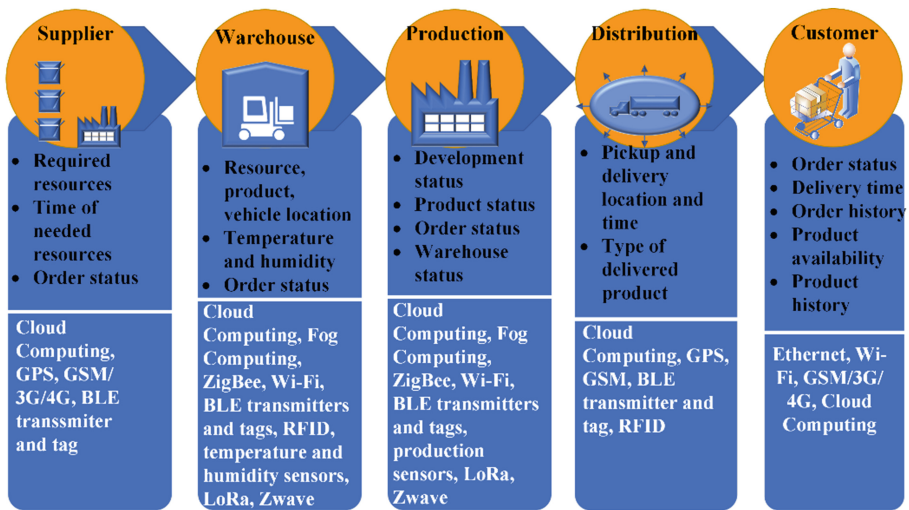 Supplier
• Required
resources
• Time of
needed
resources
• Order status
Cloud
Computing,
GPS, GSM/
3G/4G, BLE
transsmiter
and tag
Warehouse
• Resource,
product,
vehicle location
• Temperature
and humidity
• Order status
Cloud
Computing, Fog
Computing,
ZigBee, Wi-Fi,
BLE transmitters
and tags, RFID,
temperature and
humidity sensors,
LoRa, Zwave
Production
• Development
status
• Product status
• Order status
• Warehouse
status
Cloud
Computing, Fog
Computing,
ZigBee, Wi-Fi,
BLE transmitters
and tags,
production
sensors, LoRa,
Zwave
Distribution
• Pickup and
delivery
location and
time
• Type of
delivered
product
Cloud
Computing, GPS,
GSM, BLE
transmitter and
tag, RFID
Customer
• Order status
• Delivery time
• Order history
• Product
availability
• Product
history
Ethernet, Wi-
Fi, GSM/3G/
4G, Cloud
Computing